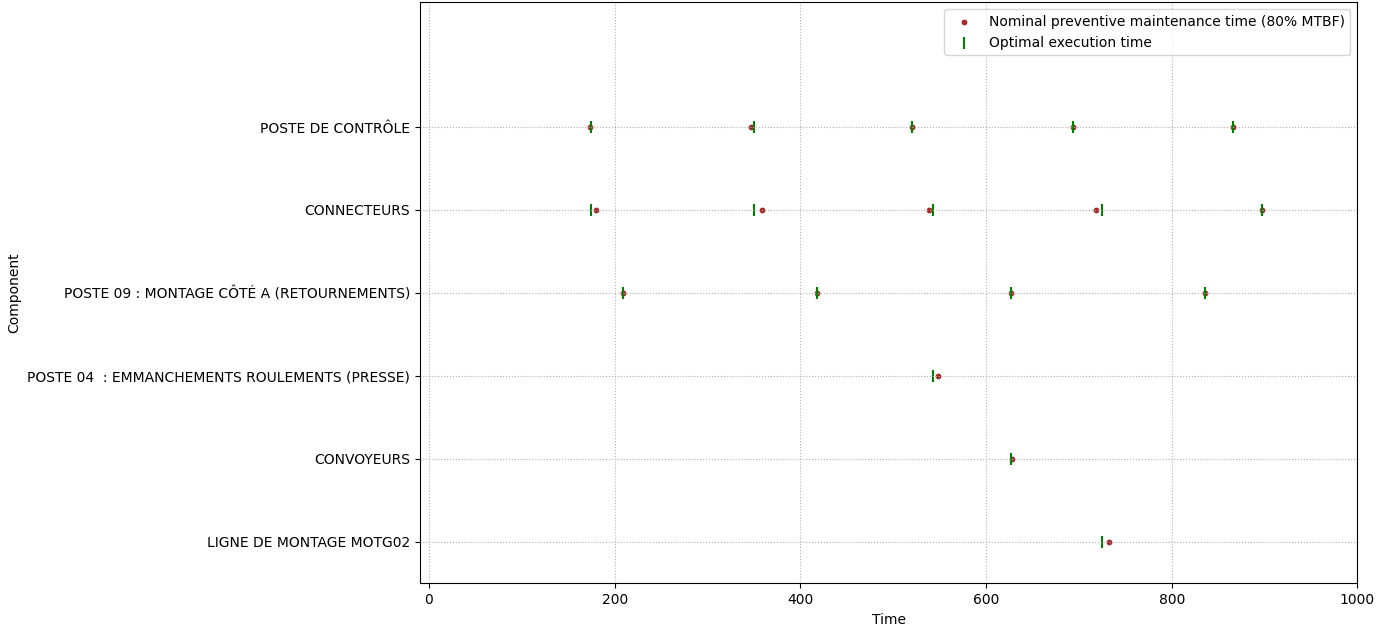 Nominal preventive maintenance time (80% MTBF)
Optimal execution time
POSTE DE CONTRÔLE
CONNECTEURS
POSTE 09 : MONTAGE CÔTÉ A (RETOURNEMENTS)
POSTE 04  : EMMANCHEMENTS ROULEMENTS (PRESSE)
CONVOYEURS
LIGNE DE MONTAGE MOTG02
Component
0 200 400 600 800 1000
Time